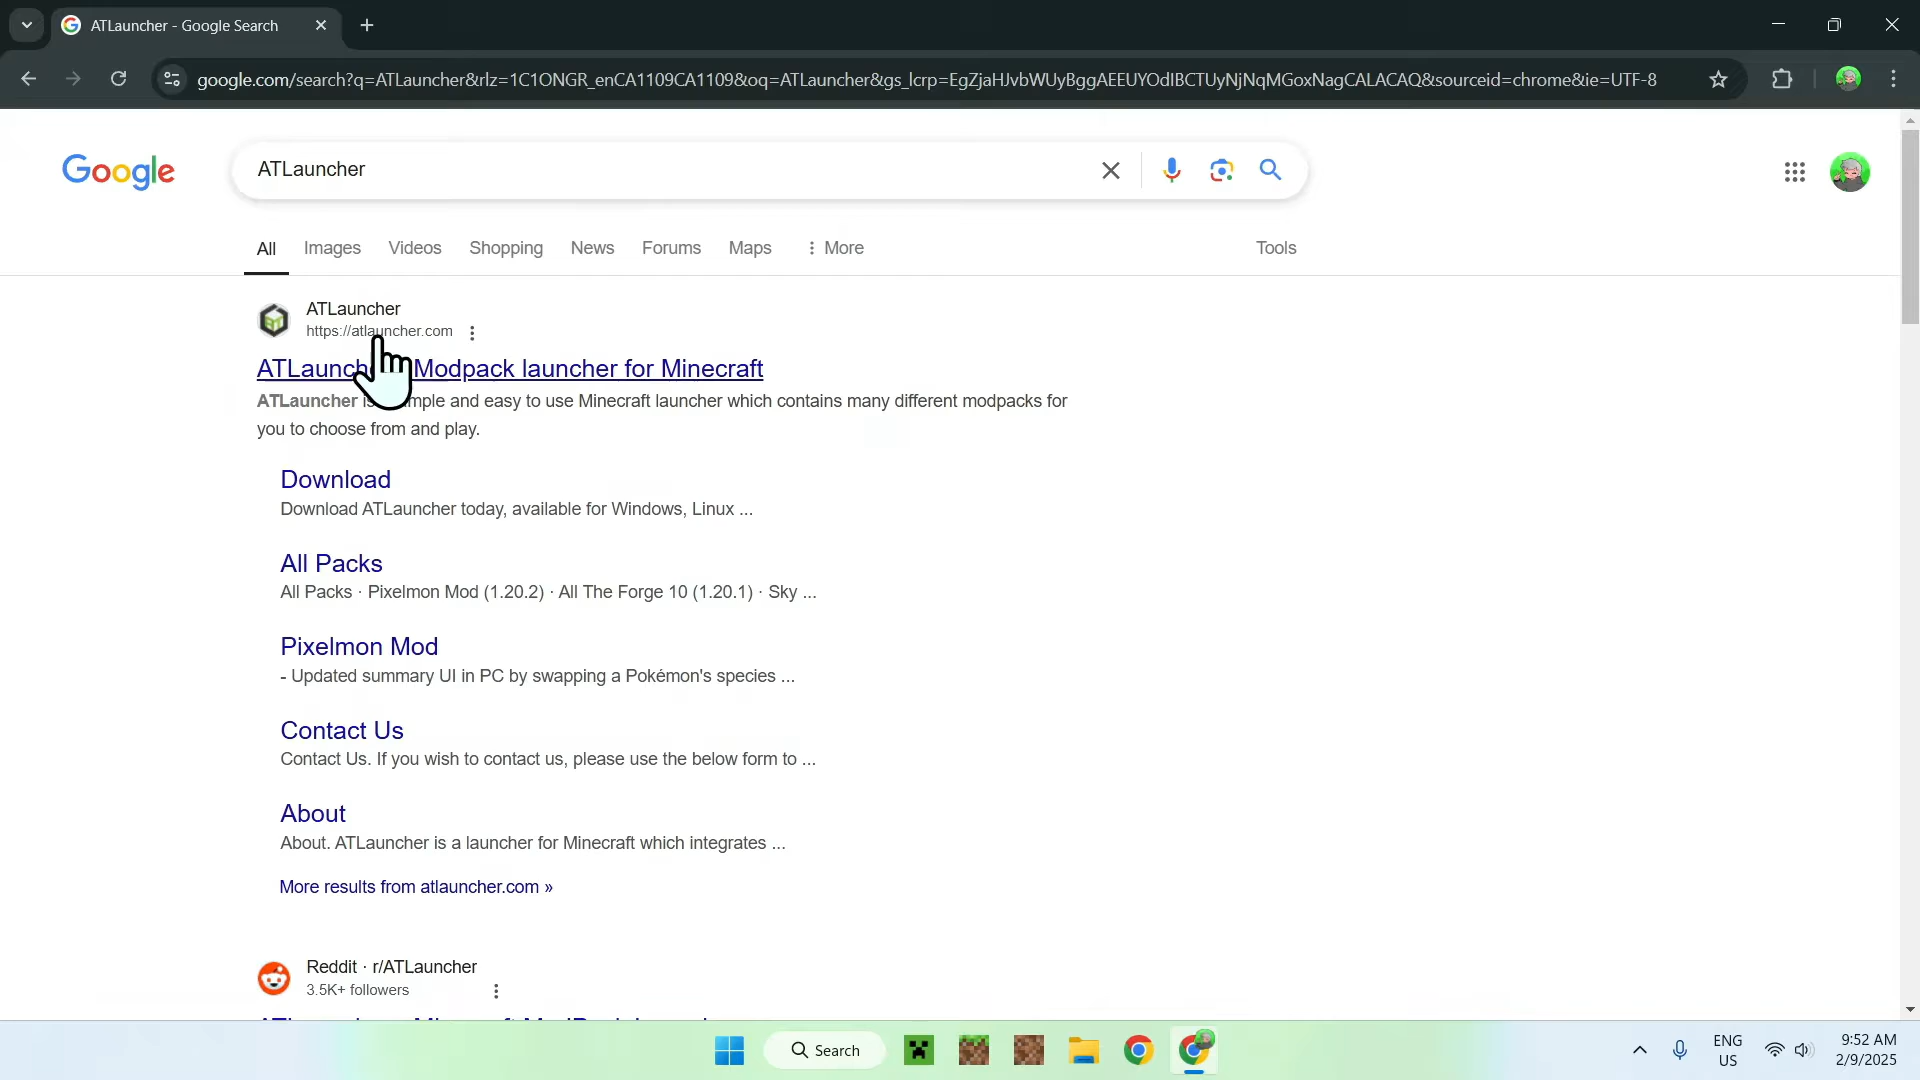 ATLauncher - Google Search
google.com/search?q=ATLauncher&rlz=1C1ONGR_enCA1109CA1109&oq=ATLauncher&gs_lcrp=EgZjaHJvbWUyBggAEEUYOdIBCTUyNjNqMGoxNagCALACAQ&sourceid=chrome&ie=UTF-8
Google
ATLauncher
All Images Videos Shopping News Forums Maps More Tools
ATLauncher
https://atlauncher.com
Modpack launcher for Minecraft
ATLauncher is simple and easy to use Minecraft launcher which contains many different modpacks for
you to choose from and play.
Download
Download ATLauncher today, available for Windows, Linux ...
All Packs
All Packs · Pixelmon Mod (1.20.2) · All The Forge 10 (1.20.1) · Sky ...
Pixelmon Mod
- Updated summary UI in PC by swapping a Pokémon's species ...
Contact Us
Contact Us. If you wish to contact us, please use the below form to ...
About
About. ATLauncher is a launcher for Minecraft which integrates ...
More results from atlauncher.com »
Reddit · r/ATLauncher
3.5K+ followers
Search
ENG
US
9:52 AM
2/9/2025